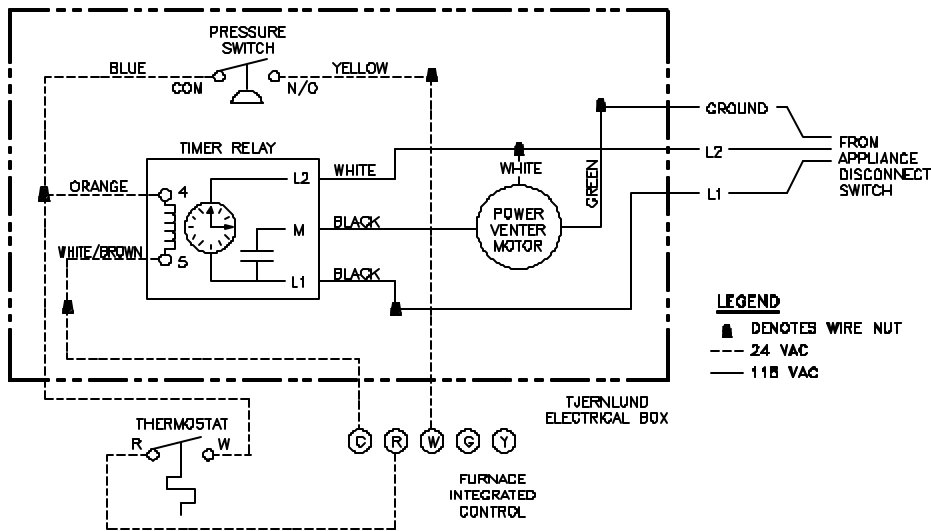 PRESSURE
SWITCH
BLUE
YELLOW
COM
N/O
GROUND
TIMER RELAY
FROM
APPLIANCE
DISCONNECT
SWITCH
L2
WHITE
WHITE
L2
GREEN
ORANGE
4
L1
M
BLACK
POWER
VENTER
MOTOR
WHITE/BROWN
5
L1
BLACK
LEGEND
DENOTES WIRE NUT
24 VAC
115 VAC
TJERNLUND
ELECTRICAL BOX
THERMOSTAT
R
W
C
R
W
G
Y
FURNACE
INTEGRATED
CONTROL